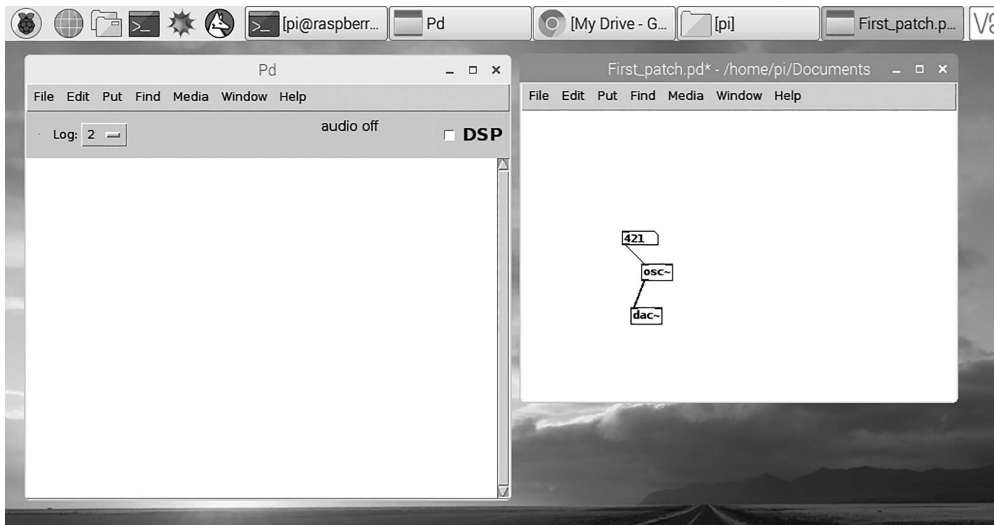 [pi@raspberr...
Pd
[My Drive - G...
[pi]
First_patch.p...
Pd
File Edit Put Find Media Window Help
Log: 2
audio off
DSP
First_patch.pd* - /home/pi/Documents
File Edit Put Find Media Window Help
421
osc~
dac~